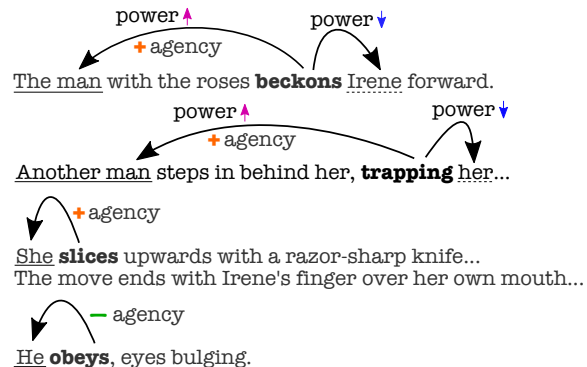 power power
+ agency
The man with the roses beckons Irene forward.
power power
+ agency
Another man steps in behind her, trapping her...
+ agency
She slices upwards with a razor-sharp knife...
The move ends with Irene's finger over her own mouth...
− agency
He obeys, eyes bulging.